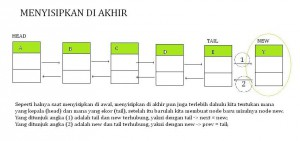 MENYISIPKAN DI AKHIR
HEAD
TAIL
NEW
A
B
C
D
E
Y
1
2
Seperti halnya saat menyisipkan di awal, menyisipkan di akhir pun juga terlebih dahulu kita tentukan mana
yang kepala (head) dan mana yang ekor (tail), setelah itu barulah kita membuat node baru misalnya node new.
Yang ditunjuk angka (1) adalah tail dan new terhubung, yakni dengan tail -> next = new;
Yang ditunjuk angka (2) adalah new dan tail terhubung, yakni dengan new -> prev = tail;